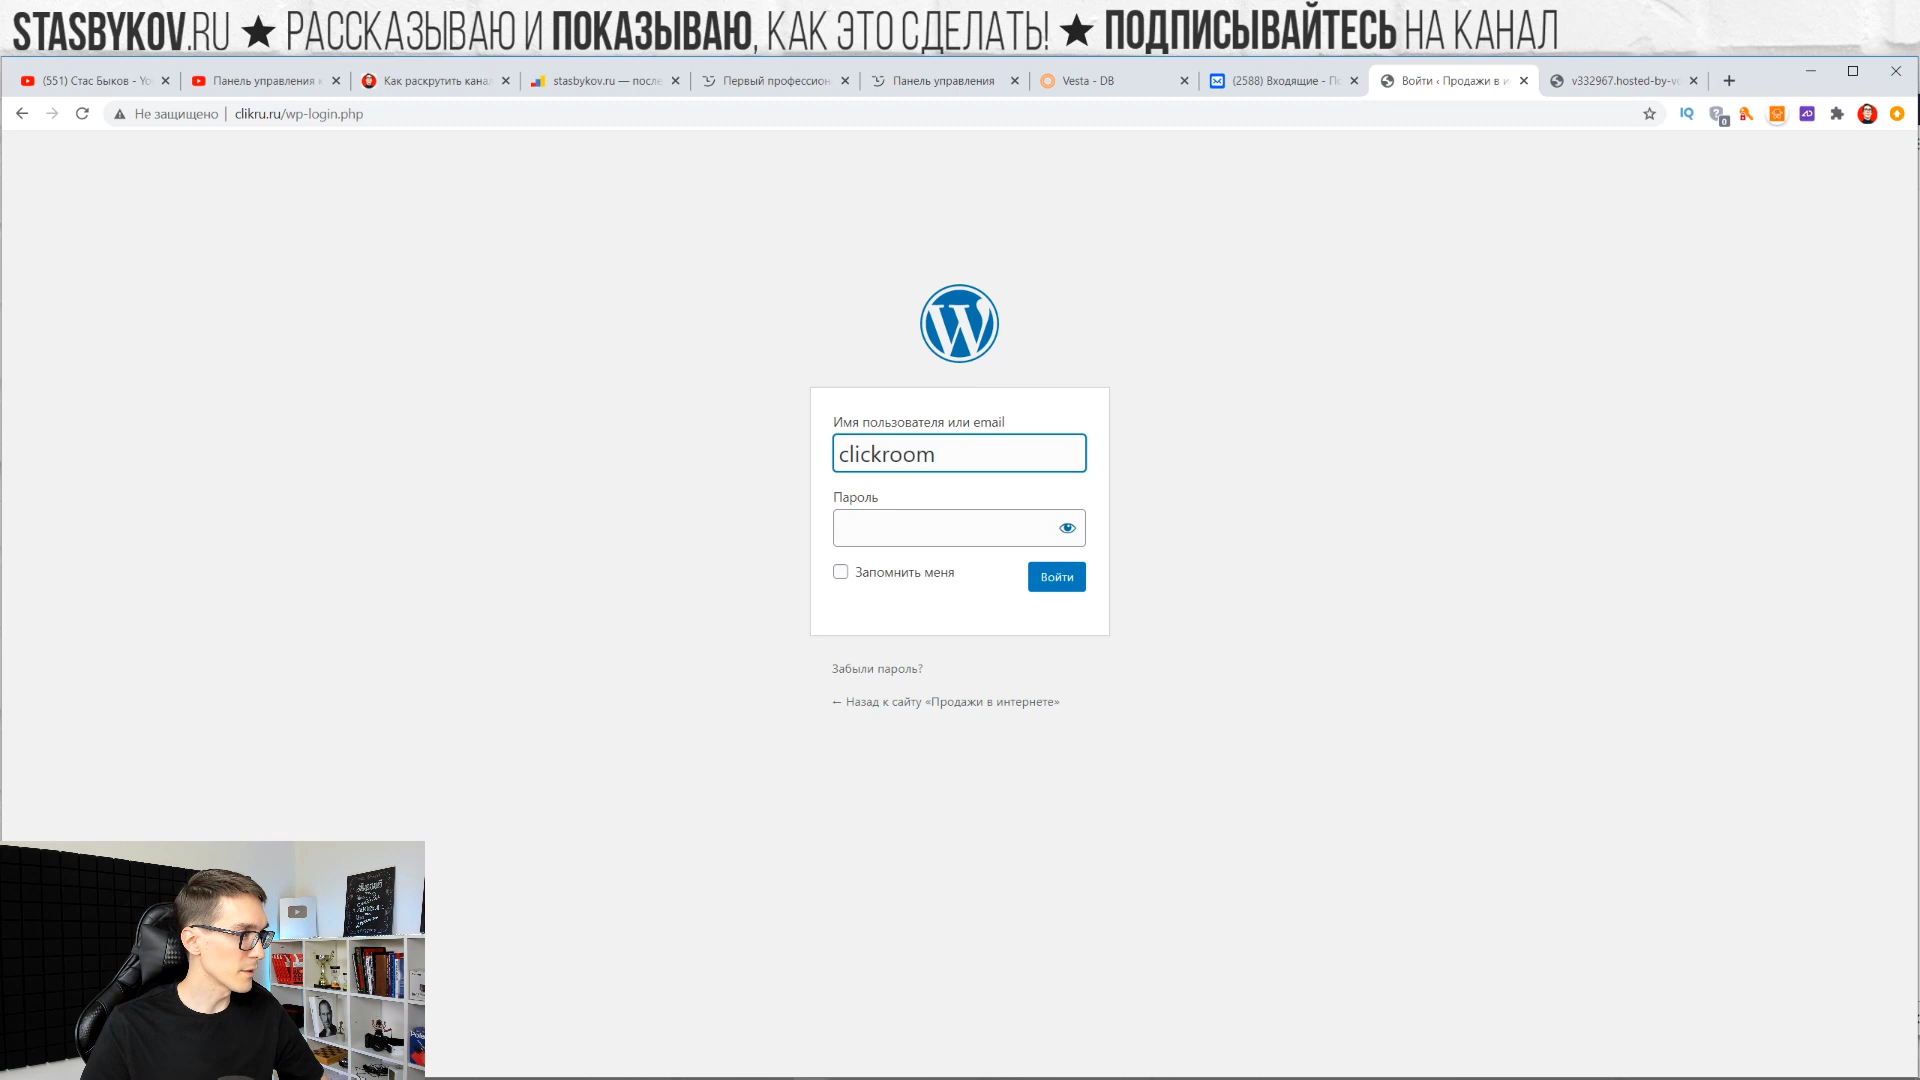 STASBYKOV.RU ★ РАССКАЗЫВАЮ И ПОКАЗЫВАЮ, КАК ЭТО СДЕЛАТЬ! ★ ПОДПИСЫВАЙТЕСЬ НА КАНАЛ
(551) Стас Быков - Yo
Панель управления к
Как раскрутить канал
stasbykov.ru — после
Первый профессион
Панель управления
Vesta - DB
(2588) Входящие - По
Войти ‹ Продажи в и
v332967.hosted-by-v
Не защищено | clikru.ru/wp-login.php
IQ
0
Имя пользователя или email
clickroom
Пароль
Запомнить меня
Войти
Забыли пароль?
← Назад к сайту «Продажи в интернете»